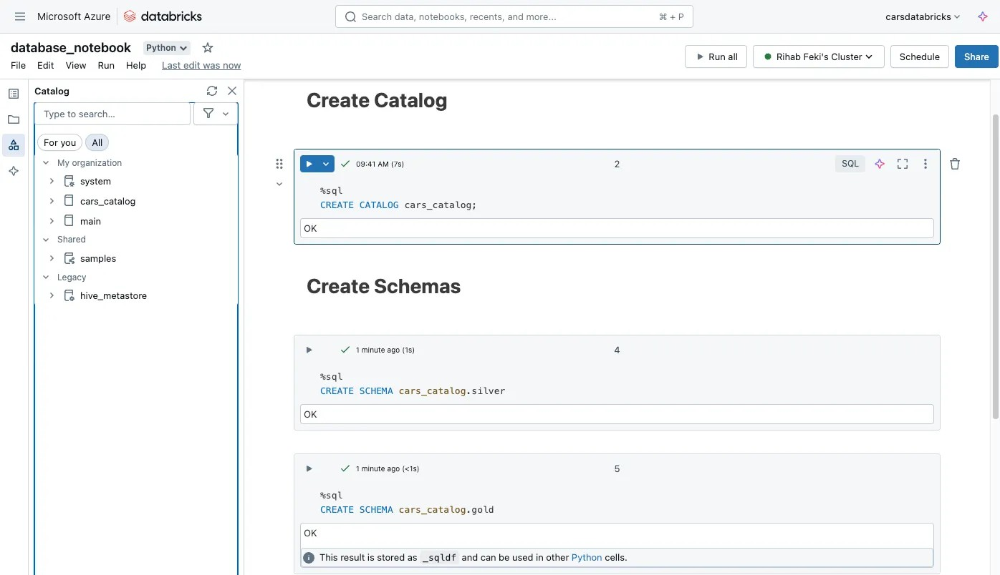 Microsoft Azure databricks Search data, notebooks, recents, and more... ⌘ + P carsdatabricks
database_notebook Python
File Edit View Run Help Last edit was now
Run all Rihab Feki's Cluster Schedule Share
Catalog
Type to search...
For you All
My organization
system
cars_catalog
main
Shared
samples
Legacy
hive_metastore
Create Catalog
09:41 AM (7s) 2 SQL
%sql
CREATE CATALOG cars_catalog;
OK
Create Schemas
1 minute ago (1s) 4
%sql
CREATE SCHEMA cars_catalog.silver
OK
1 minute ago (<1s) 5
%sql
CREATE SCHEMA cars_catalog.gold
OK
This result is stored as _sqldf and can be used in other Python cells.